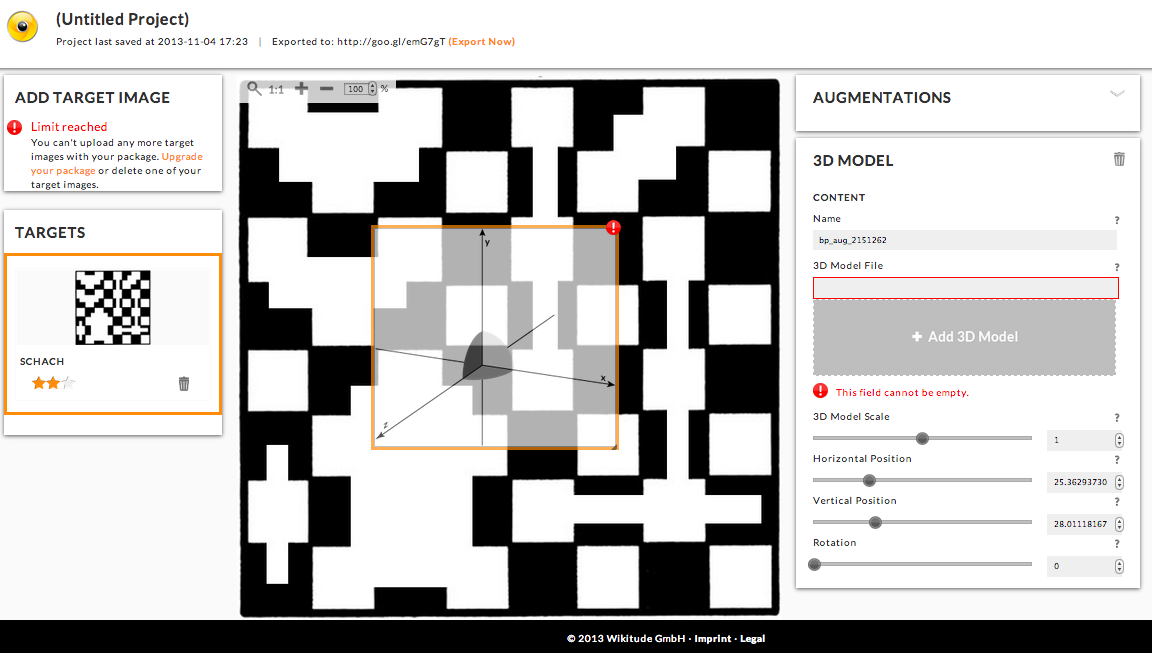 (Untitled Project)
Project last saved at 2013-11-04 17:23 | Exported to: http://goo.gl/emG7gT (Export Now)
ADD TARGET IMAGE
Limit reached
You can't upload any more target
images with your package. Upgrade
your package or delete one of your
target images.
TARGETS
SCHACH
1:1 100 %
y
x
z
AUGMENTATIONS
3D MODEL
CONTENT
Name ?
bp_aug_2151262
3D Model File ?
+ Add 3D Model
This field cannot be empty.
3D Model Scale ?
1
Horizontal Position ?
25.36293730
Vertical Position ?
28.01118167
Rotation ?
0
© 2013 Wikitude GmbH · Imprint · Legal